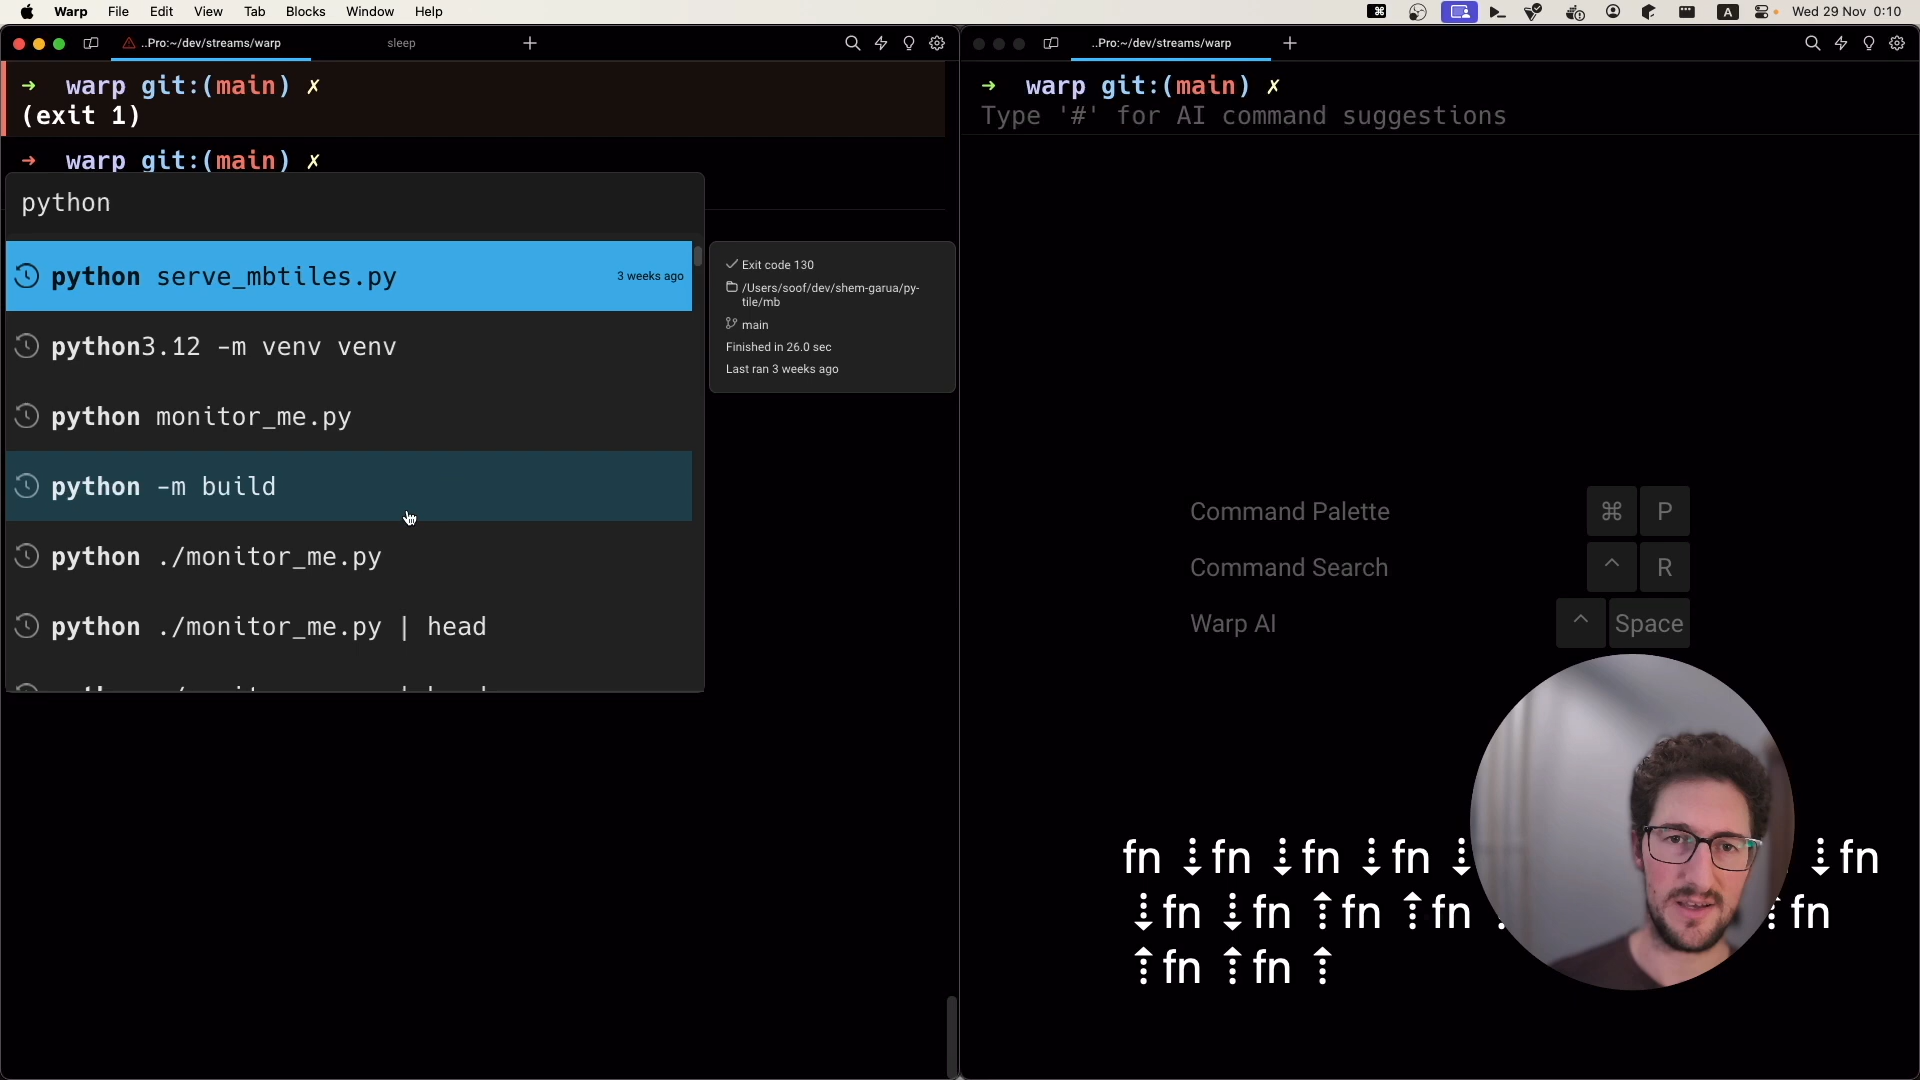 Warp File Edit View Tab Blocks Window Help
A Wed 29 Nov 0:10
..Pro:~/dev/streams/warp sleep
➜ warp git:(main) ✗
(exit 1)
➜ warp git:(main) ✗
python
python serve_mbtiles.py 3 weeks ago
python3.12 -m venv venv
python monitor_me.py
python -m build
python ./monitor_me.py
python ./monitor_me.py | head
Exit code 130
/Users/soof/dev/shem-garua/py-
tile/mb
main
Finished in 26.0 sec
Last ran 3 weeks ago
..Pro:~/dev/streams/warp
➜ warp git:(main) ✗
Type '#' for AI command suggestions
Command Palette ⌘ P
Command Search ^ R
Warp AI ^ Space
fn ⇣fn ⇣fn ⇣fn ⇣ ⇣fn
⇣fn ⇣fn ⇡fn ⇡fn ⇡fn
⇡fn ⇡fn ⇡